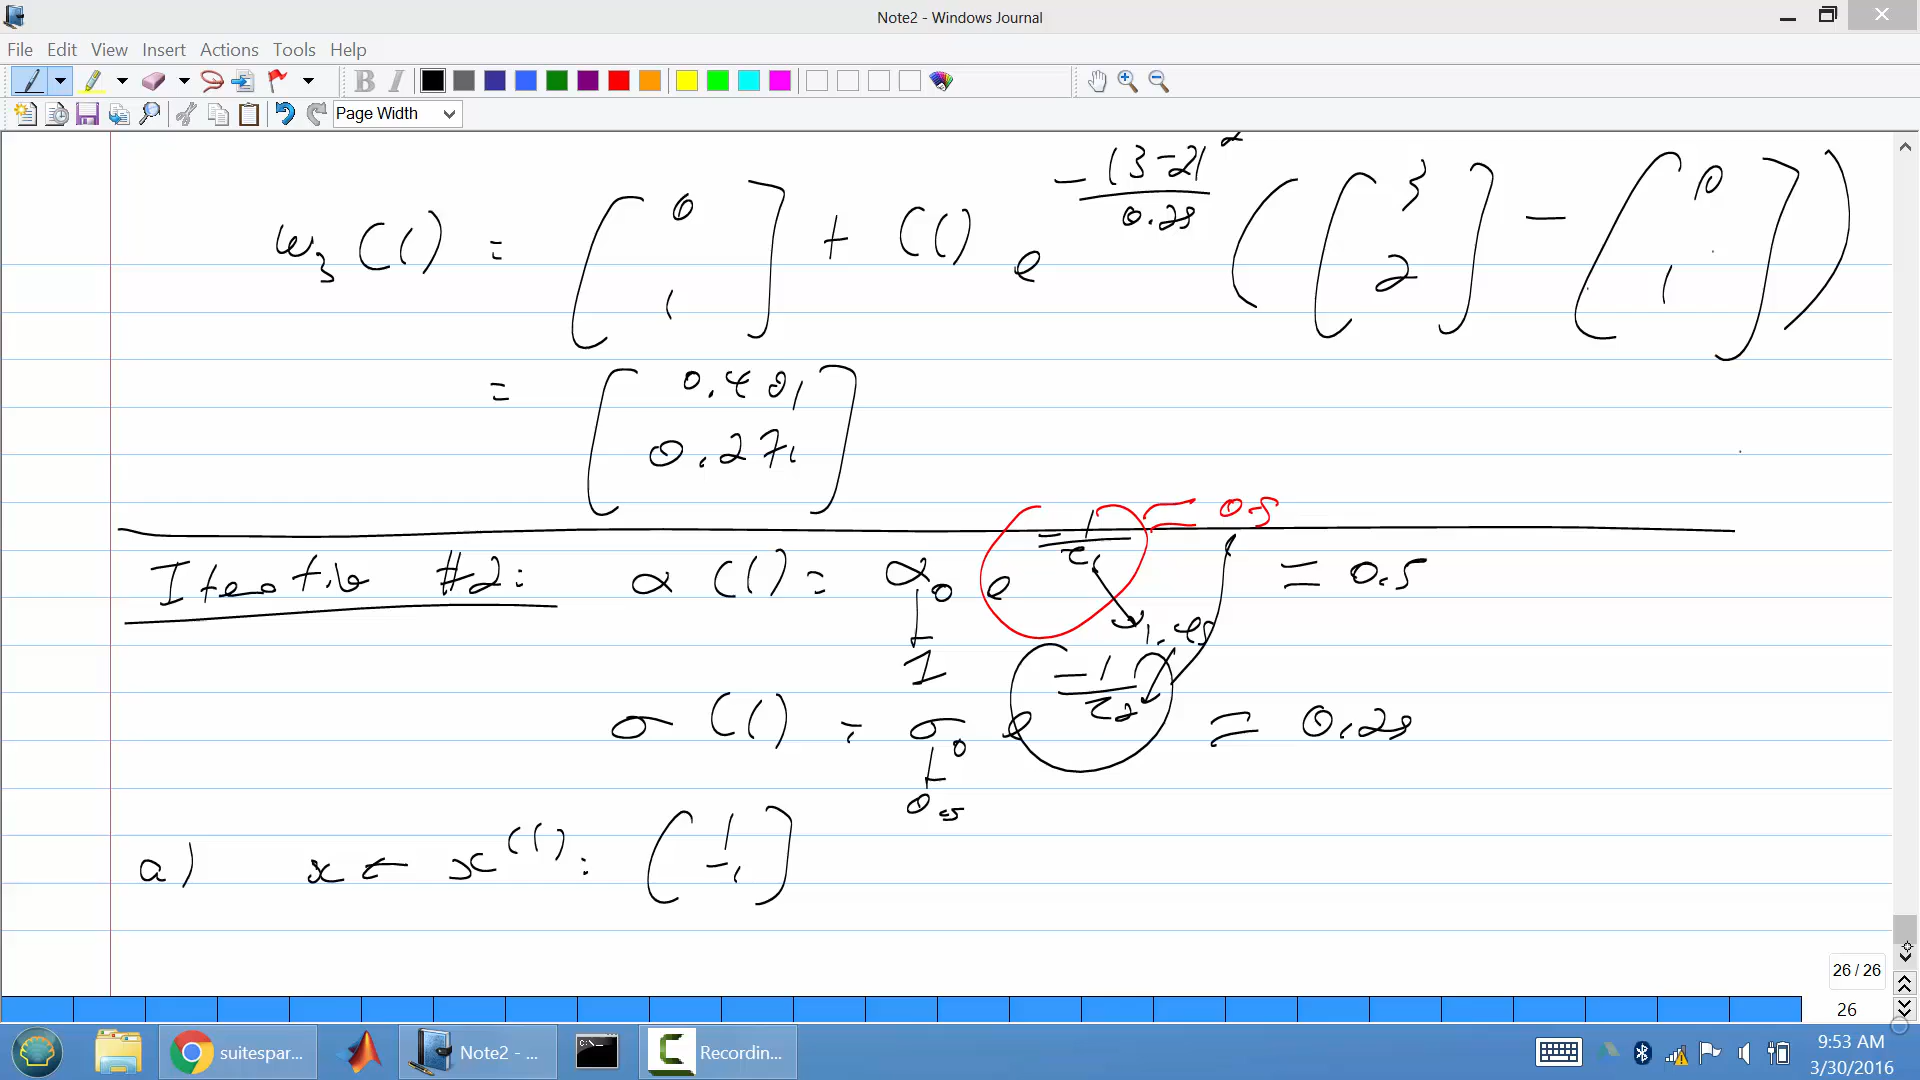 Note2 - Windows Journal
File Edit View Insert Actions Tools Help
B I
Page Width
w₃(1) = [0 1] + (1) e^(-(3-2)²/0.25) ([3 2] - [0 1])
= [0.401 0.271]
Iteration #2: α(1) = α₀ e^(-1/τ₁) = 0.5
= 0.5
1
1.45
σ(1) = σ₀ e^(-1/τ₂) = 0.25
0.5
a) x ← x⁽¹⁾: [1 -1]
26 / 26
26
suitespar...
Note2 - ...
C:\_
Recordin...
9:53 AM
3/30/2016